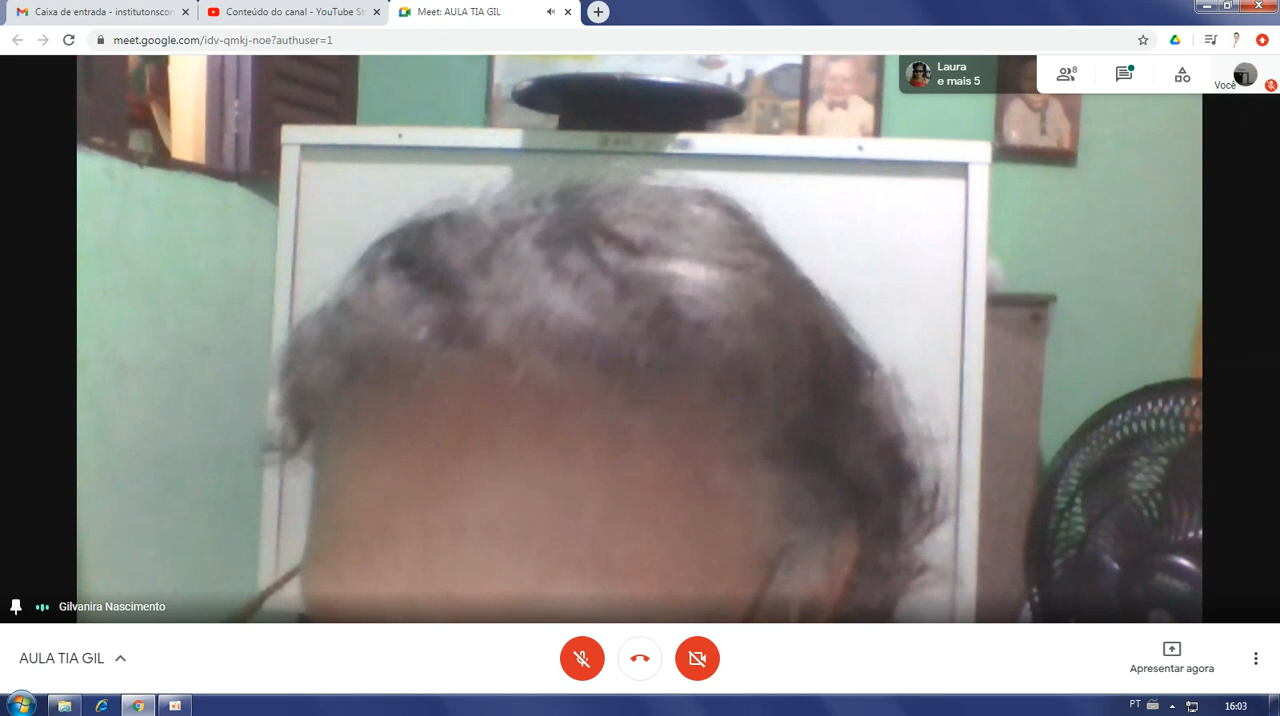 Caixa de entrada - institutonscon
Conteúdo do canal - YouTube St
Meet: AULA TIA GIL
meet.google.com/idv-qmkj-noe?authuser=1
Laura
e mais 5
8
Você
Gilvanira Nascimento
AULA TIA GIL
Apresentar agora
PT
16:03